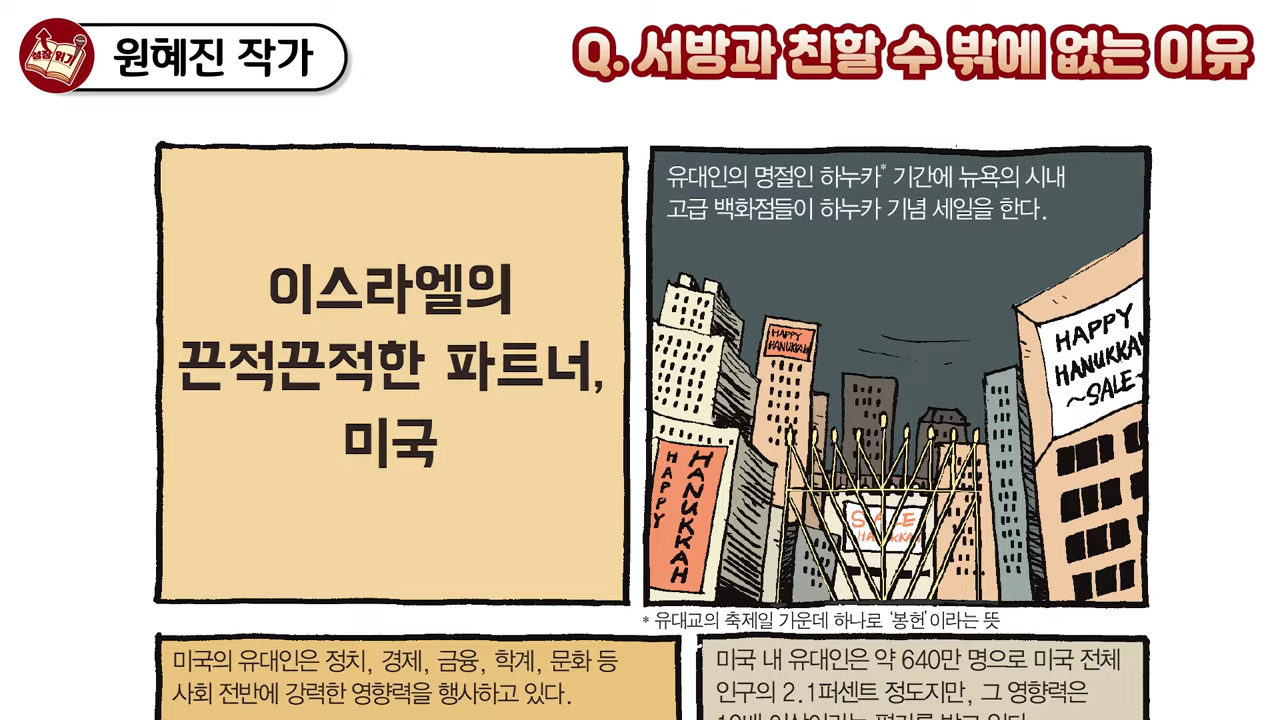 성장 읽기
원혜진 작가
Q. 서방과 친할 수 밖에 없는 이유
이스라엘의
끈적끈적한 파트너,
미국
유대인의 명절인 하누카* 기간에 뉴욕의 시내
고급 백화점들이 하누카 기념 세일을 한다.
HAPPY
HANUKKAH
HAPPY
HANUKKAH
~SALE~
HAPPY
HANUKKAH
SALE
HANUKKAH
* 유대교의 축제일 가운데 하나로 ‘봉헌’이라는 뜻
미국의 유대인은 정치, 경제, 금융, 학계, 문화 등
사회 전반에 강력한 영향력을 행사하고 있다.
미국 내 유대인은 약 640만 명으로 미국 전체
인구의 2.1퍼센트 정도지만, 그 영향력은